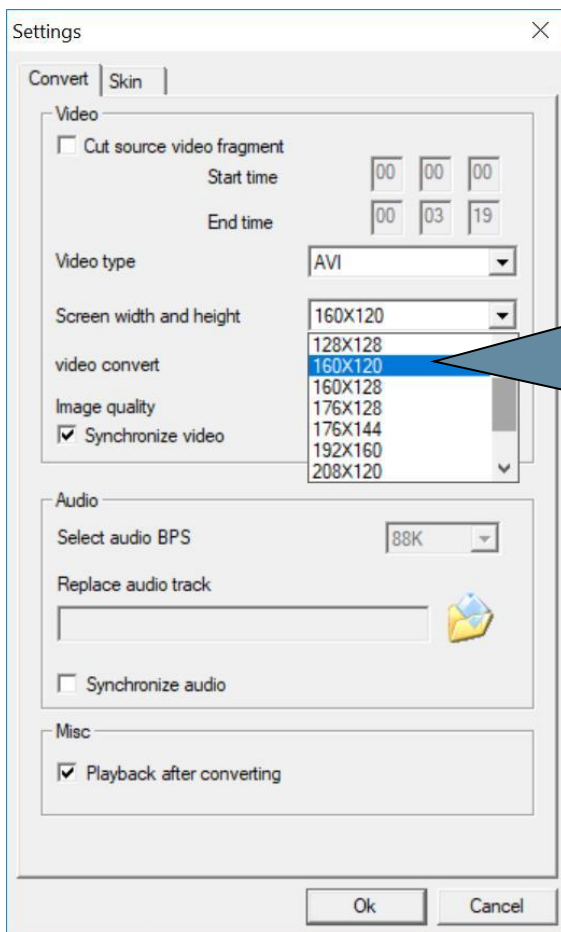 Settings
Convert Skin
Video
Cut source video fragment
Start time 00 00 00
End time 00 03 19
Video type AVI
Screen width and height 160X120
128X128
video convert 160X120
160X128
Image quality 176X128
176X144
Synchronize video
192X160
208X120
Audio
Select audio BPS 88K
Replace audio track
Synchronize audio
Misc
Playback after converting
Ok Cancel